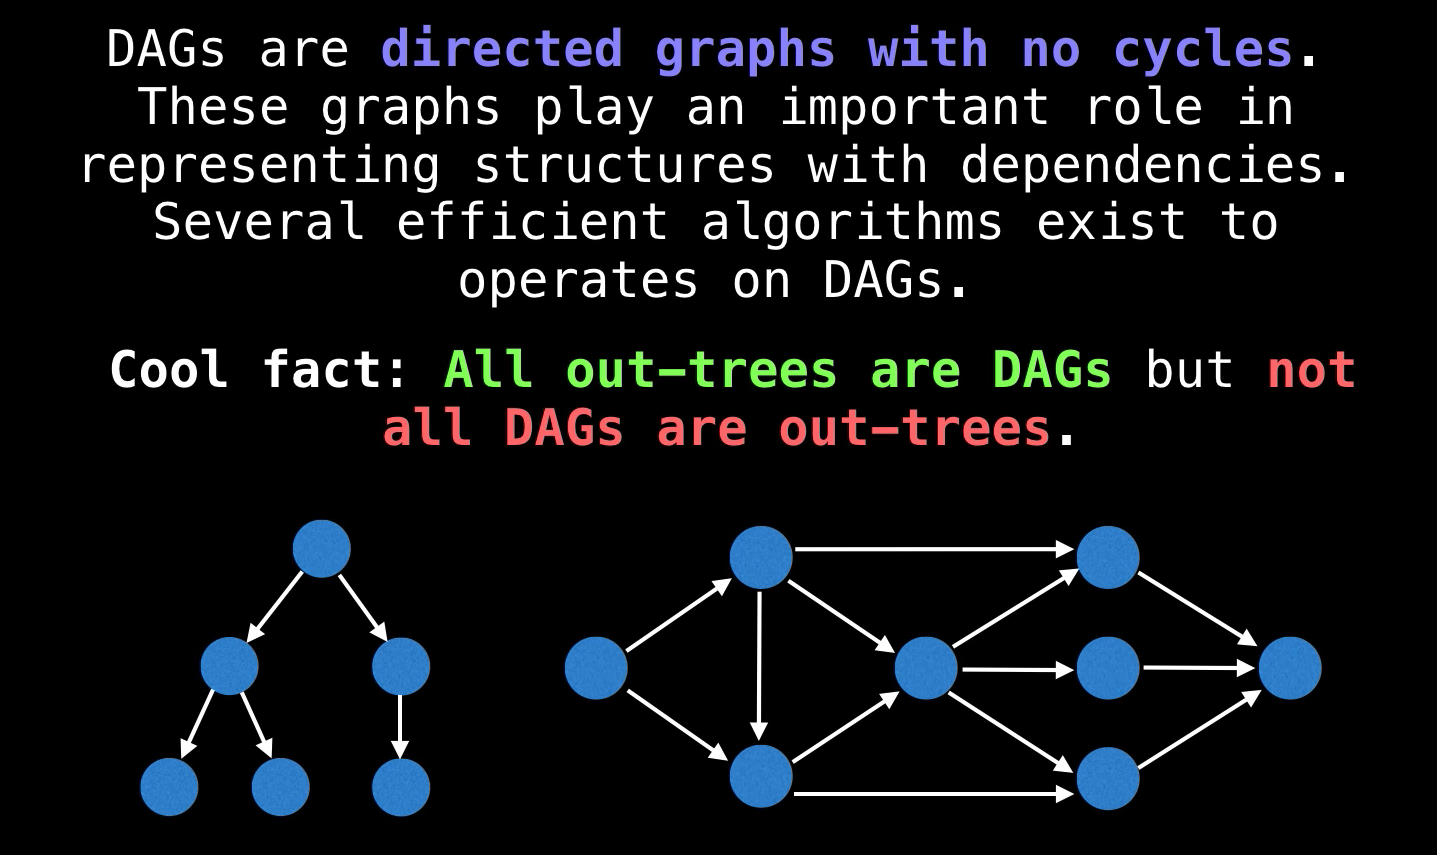 DAGs are directed graphs with no cycles.
These graphs play an important role in
representing structures with dependencies.
Several efficient algorithms exist to
operates on DAGs.
Cool fact: All out-trees are DAGs but not
all DAGs are out-trees.